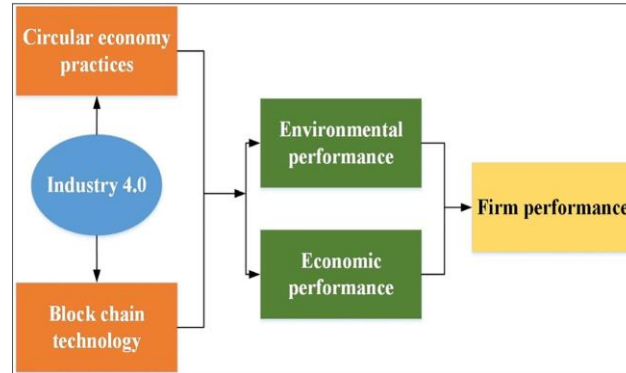 Circular economy
practices
Industry 4.0
Block chain
technology
Environmental
performance
Economic
performance
Firm performance